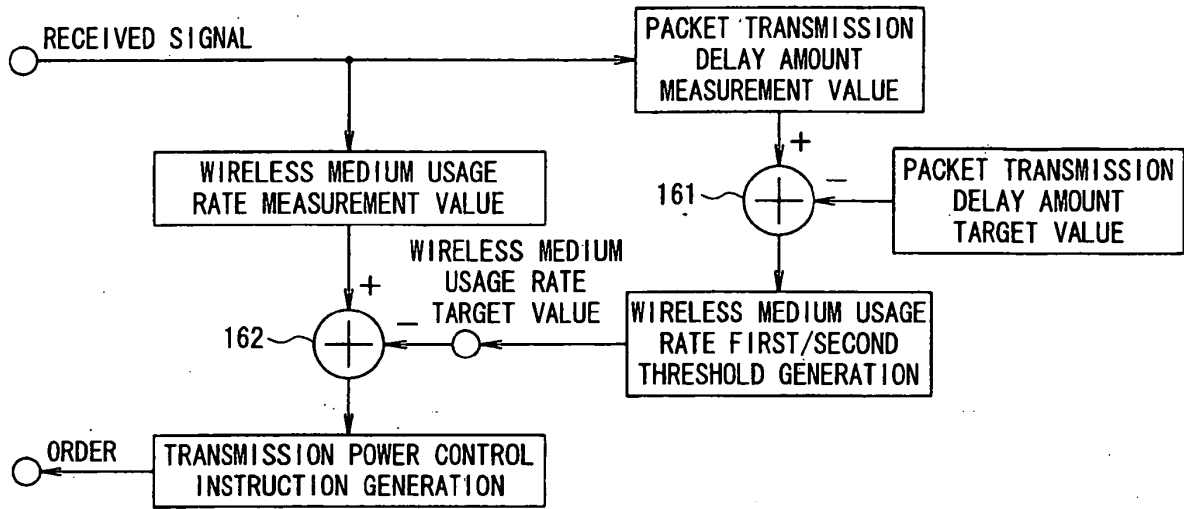 RECEIVED SIGNAL
PACKET TRANSMISSION
DELAY AMOUNT
MEASUREMENT VALUE
+
WIRELESS MEDIUM USAGE
RATE MEASUREMENT VALUE
161
−
PACKET TRANSMISSION
DELAY AMOUNT
TARGET VALUE
WIRELESS MEDIUM
USAGE RATE
TARGET VALUE
+
162
−
WIRELESS MEDIUM USAGE
RATE FIRST/SECOND
THRESHOLD GENERATION
ORDER
TRANSMISSION POWER CONTROL
INSTRUCTION GENERATION